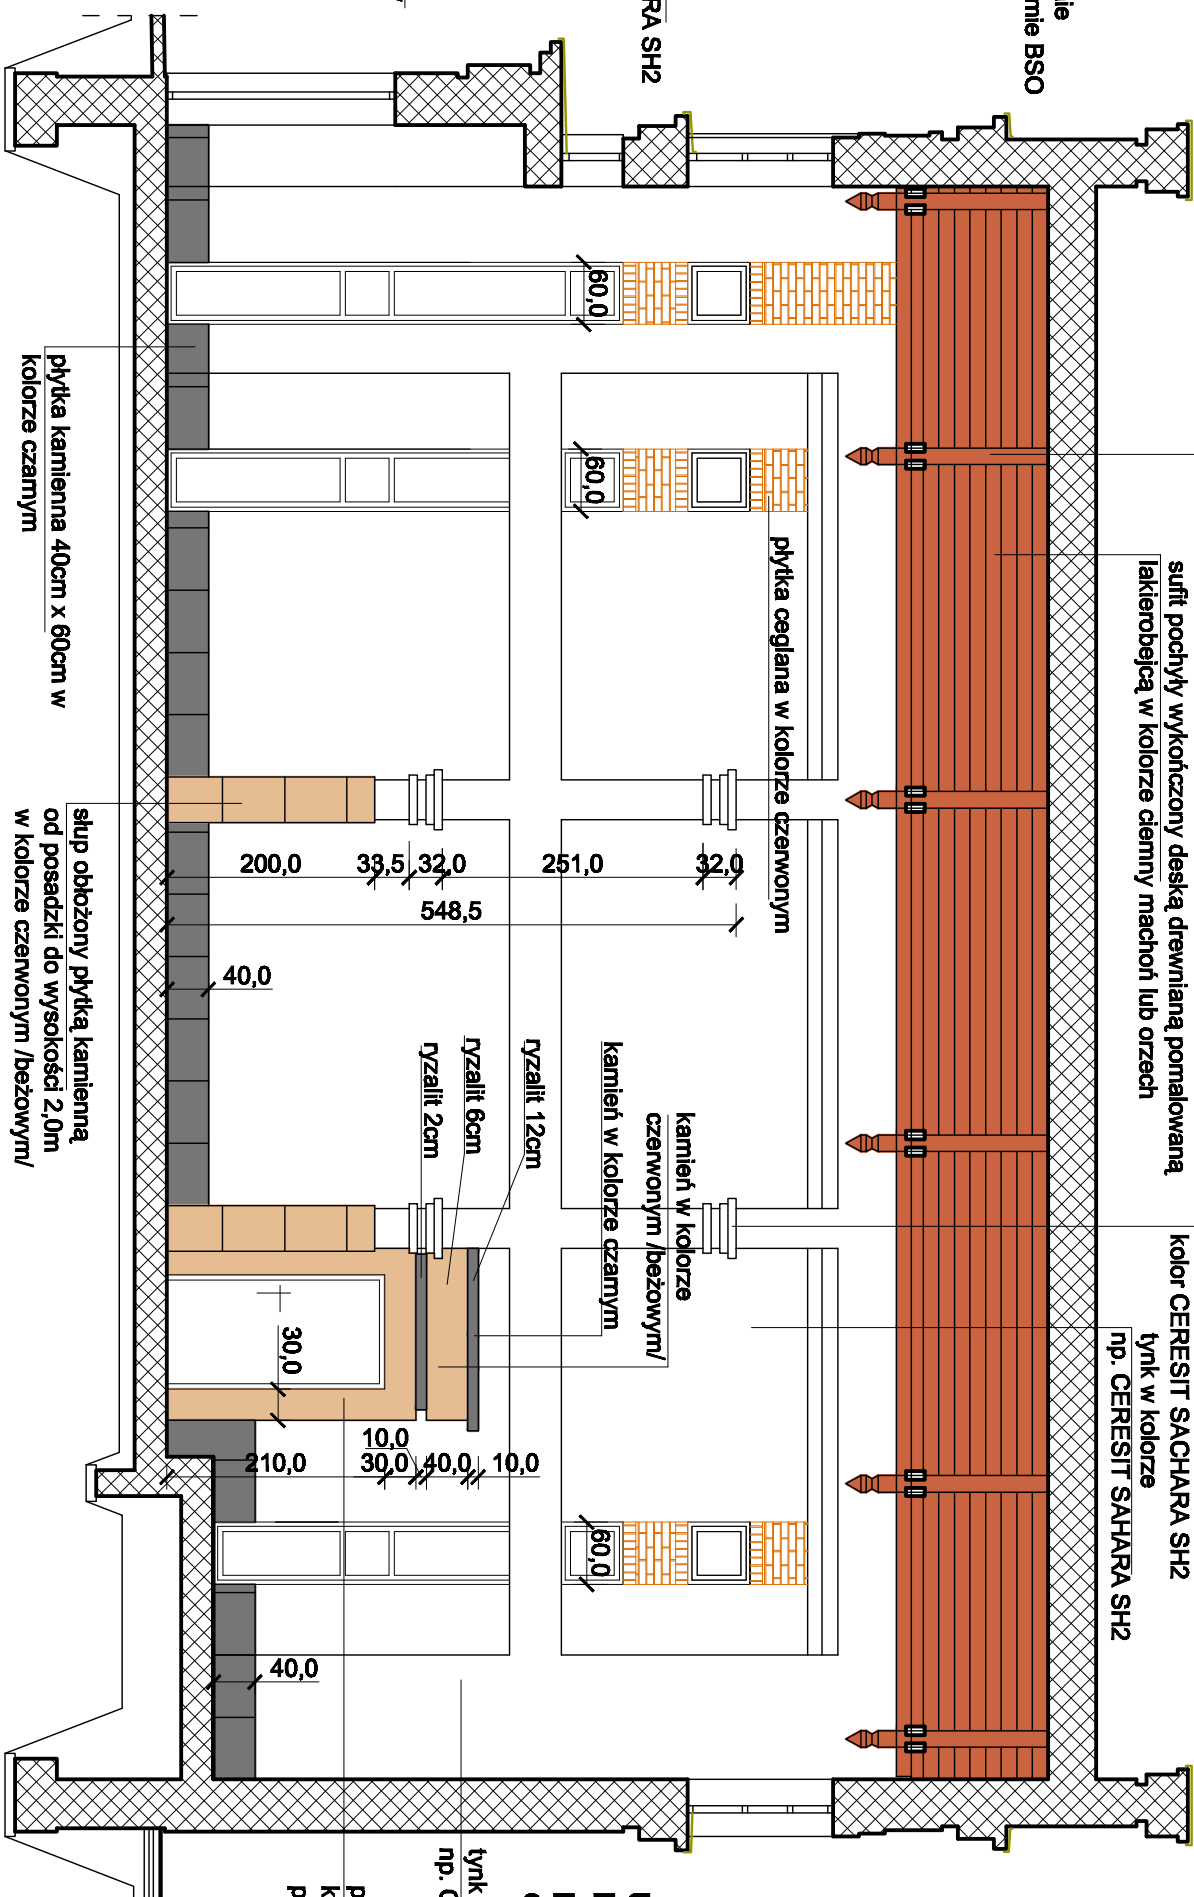 mie BSO
RA SH2
sufit pochyły wykończony deską drewnianą pomalowaną
lakierobejcą w kolorze ciemny machoń lub orzech
kolor CERESIT SACHARA SH2
tynk w kolorze
np. CERESIT SAHARA SH2
płytka ceglana w kolorze czerwonym
kamień w kolorze
czerwonym /beżowym/
kamień w kolorze czarnym
ryzalit 12cm
ryzalit 6cm
ryzalit 2cm
płytka kamienna 40cm x 60cm w
kolorze czarnym
słup obłożony płytką kamienną
od posadzki do wysokości 2,0m
w kolorze czerwonym /beżowym/
tynk
np. C
60,0
60,0
60,0
200,0
33,5
32,0
251,0
32,0
548,5
40,0
30,0
210,0
30,0
10,0
40,0
10,0
40,0